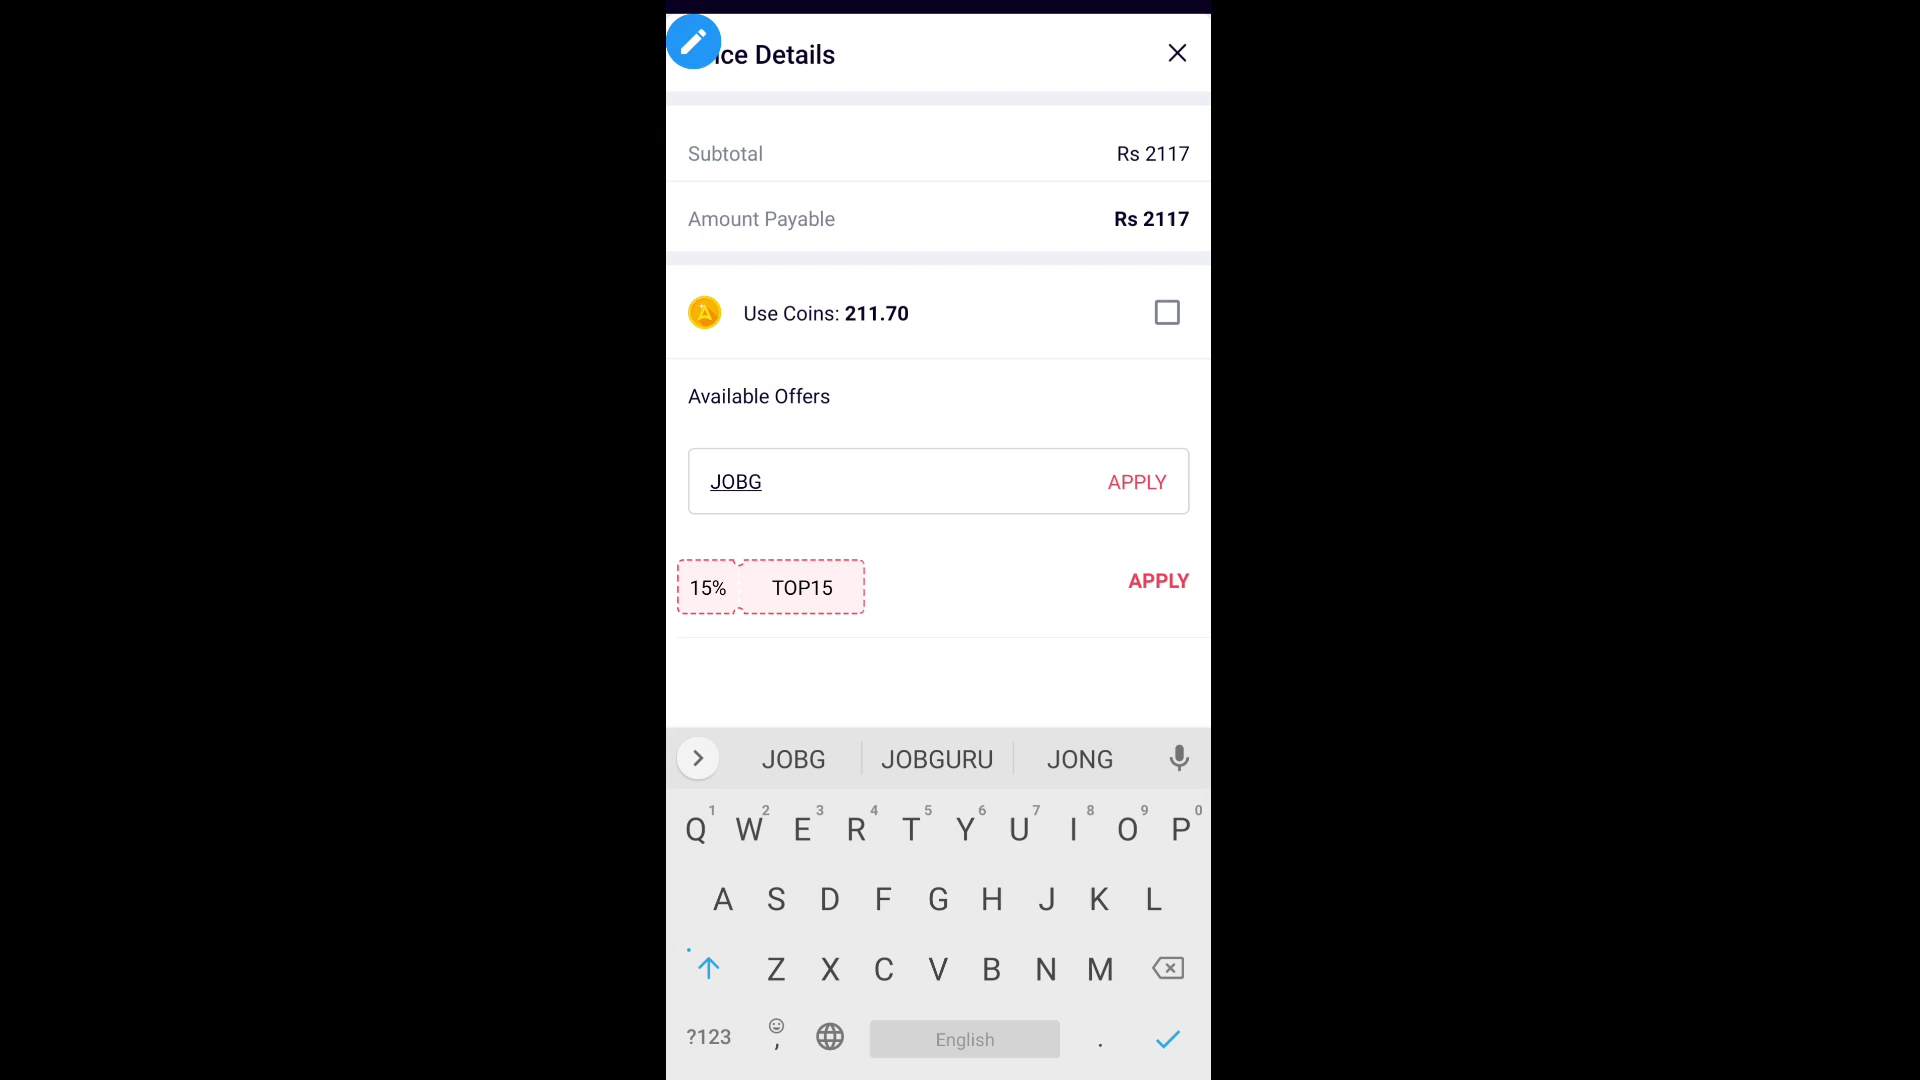 ice Details
Subtotal Rs 2117
Amount Payable Rs 2117
Use Coins: 211.70
Available Offers
JOBG APPLY
15% TOP15 APPLY
JOBG JOBGURU JONG
1 2 3 4 5 6 7 8 9 0
Q W E R T Y U I O P
A S D F G H J K L
Z X C V B N M
?123 , English .